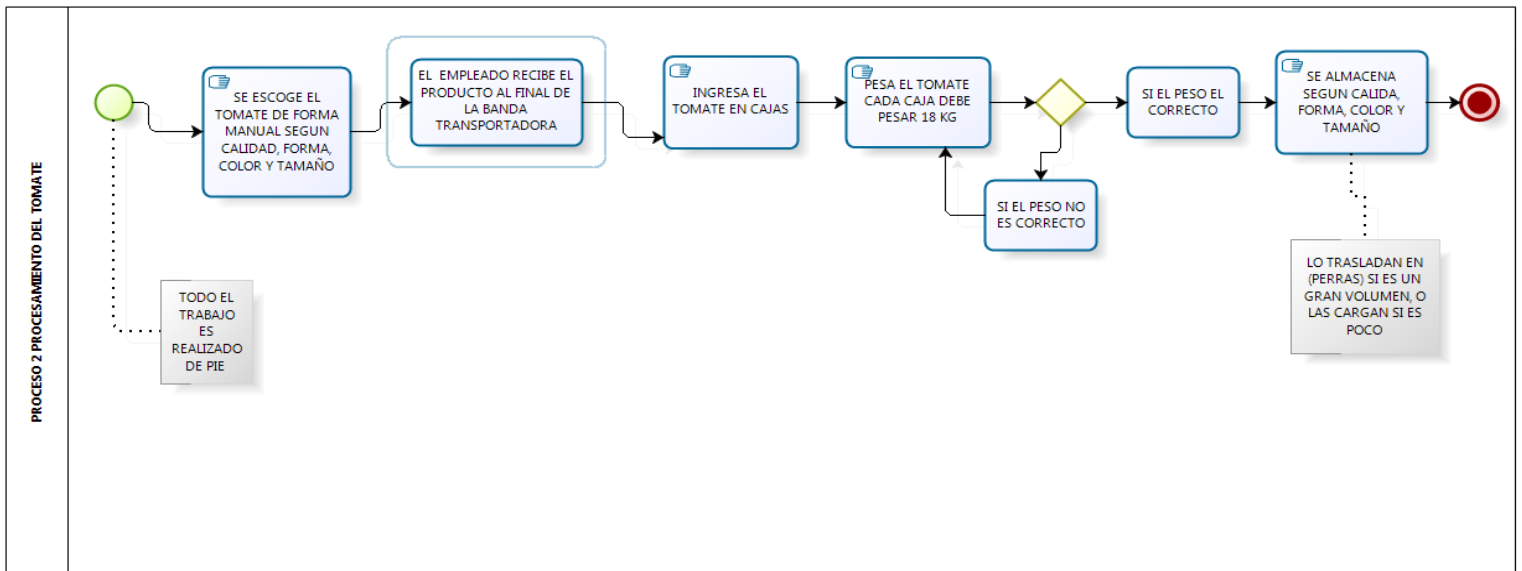 PROCESO 2 PROCESAMIENTO DEL TOMATE
SE ESCOGE EL
TOMATE DE FORMA
MANUAL SEGUN
CALIDAD, FORMA,
COLOR Y TAMAÑO
EL EMPLEADO RECIBE EL
PRODUCTO AL FINAL DE
LA BANDA
TRANSPORTADORA
INGRESA EL
TOMATE EN CAJAS
PESA EL TOMATE
CADA CAJA DEBE
PESAR 18 KG
SI EL PESO NO
ES CORRECTO
SI EL PESO EL
CORRECTO
SE ALMACENA
SEGUN CALIDA,
FORMA, COLOR Y
TAMAÑO
TODO EL
TRABAJO
ES
REALIZADO
DE PIE
LO TRASLADAN EN
(PERRAS) SI ES UN
GRAN VOLUMEN, O
LAS CARGAN SI ES
POCO